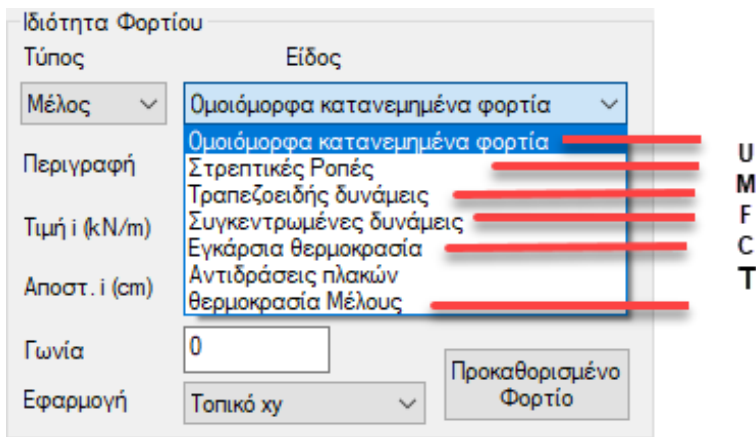 Ιδιότητα Φορτίου
Τύπος Είδος
Μέλος Ομοιόμορφα κατανεμημένα φορτία
Ομοιόμορφα κατανεμημένα φορτία
Περιγραφή Στρεπτικές Ροπές
Τραπεζοειδής δυνάμεις
Τιμή i (kN/m) Συγκεντρωμένες δυνάμεις
Εγκάρσια θερμοκρασία
Αποστ. i (cm) Αντιδράσεις πλακών
θερμοκρασία Μέλους
Γωνία 0
Εφαρμογή Τοπικό xy
Προκαθορισμένο
Φορτίο
U
M
F
C
T